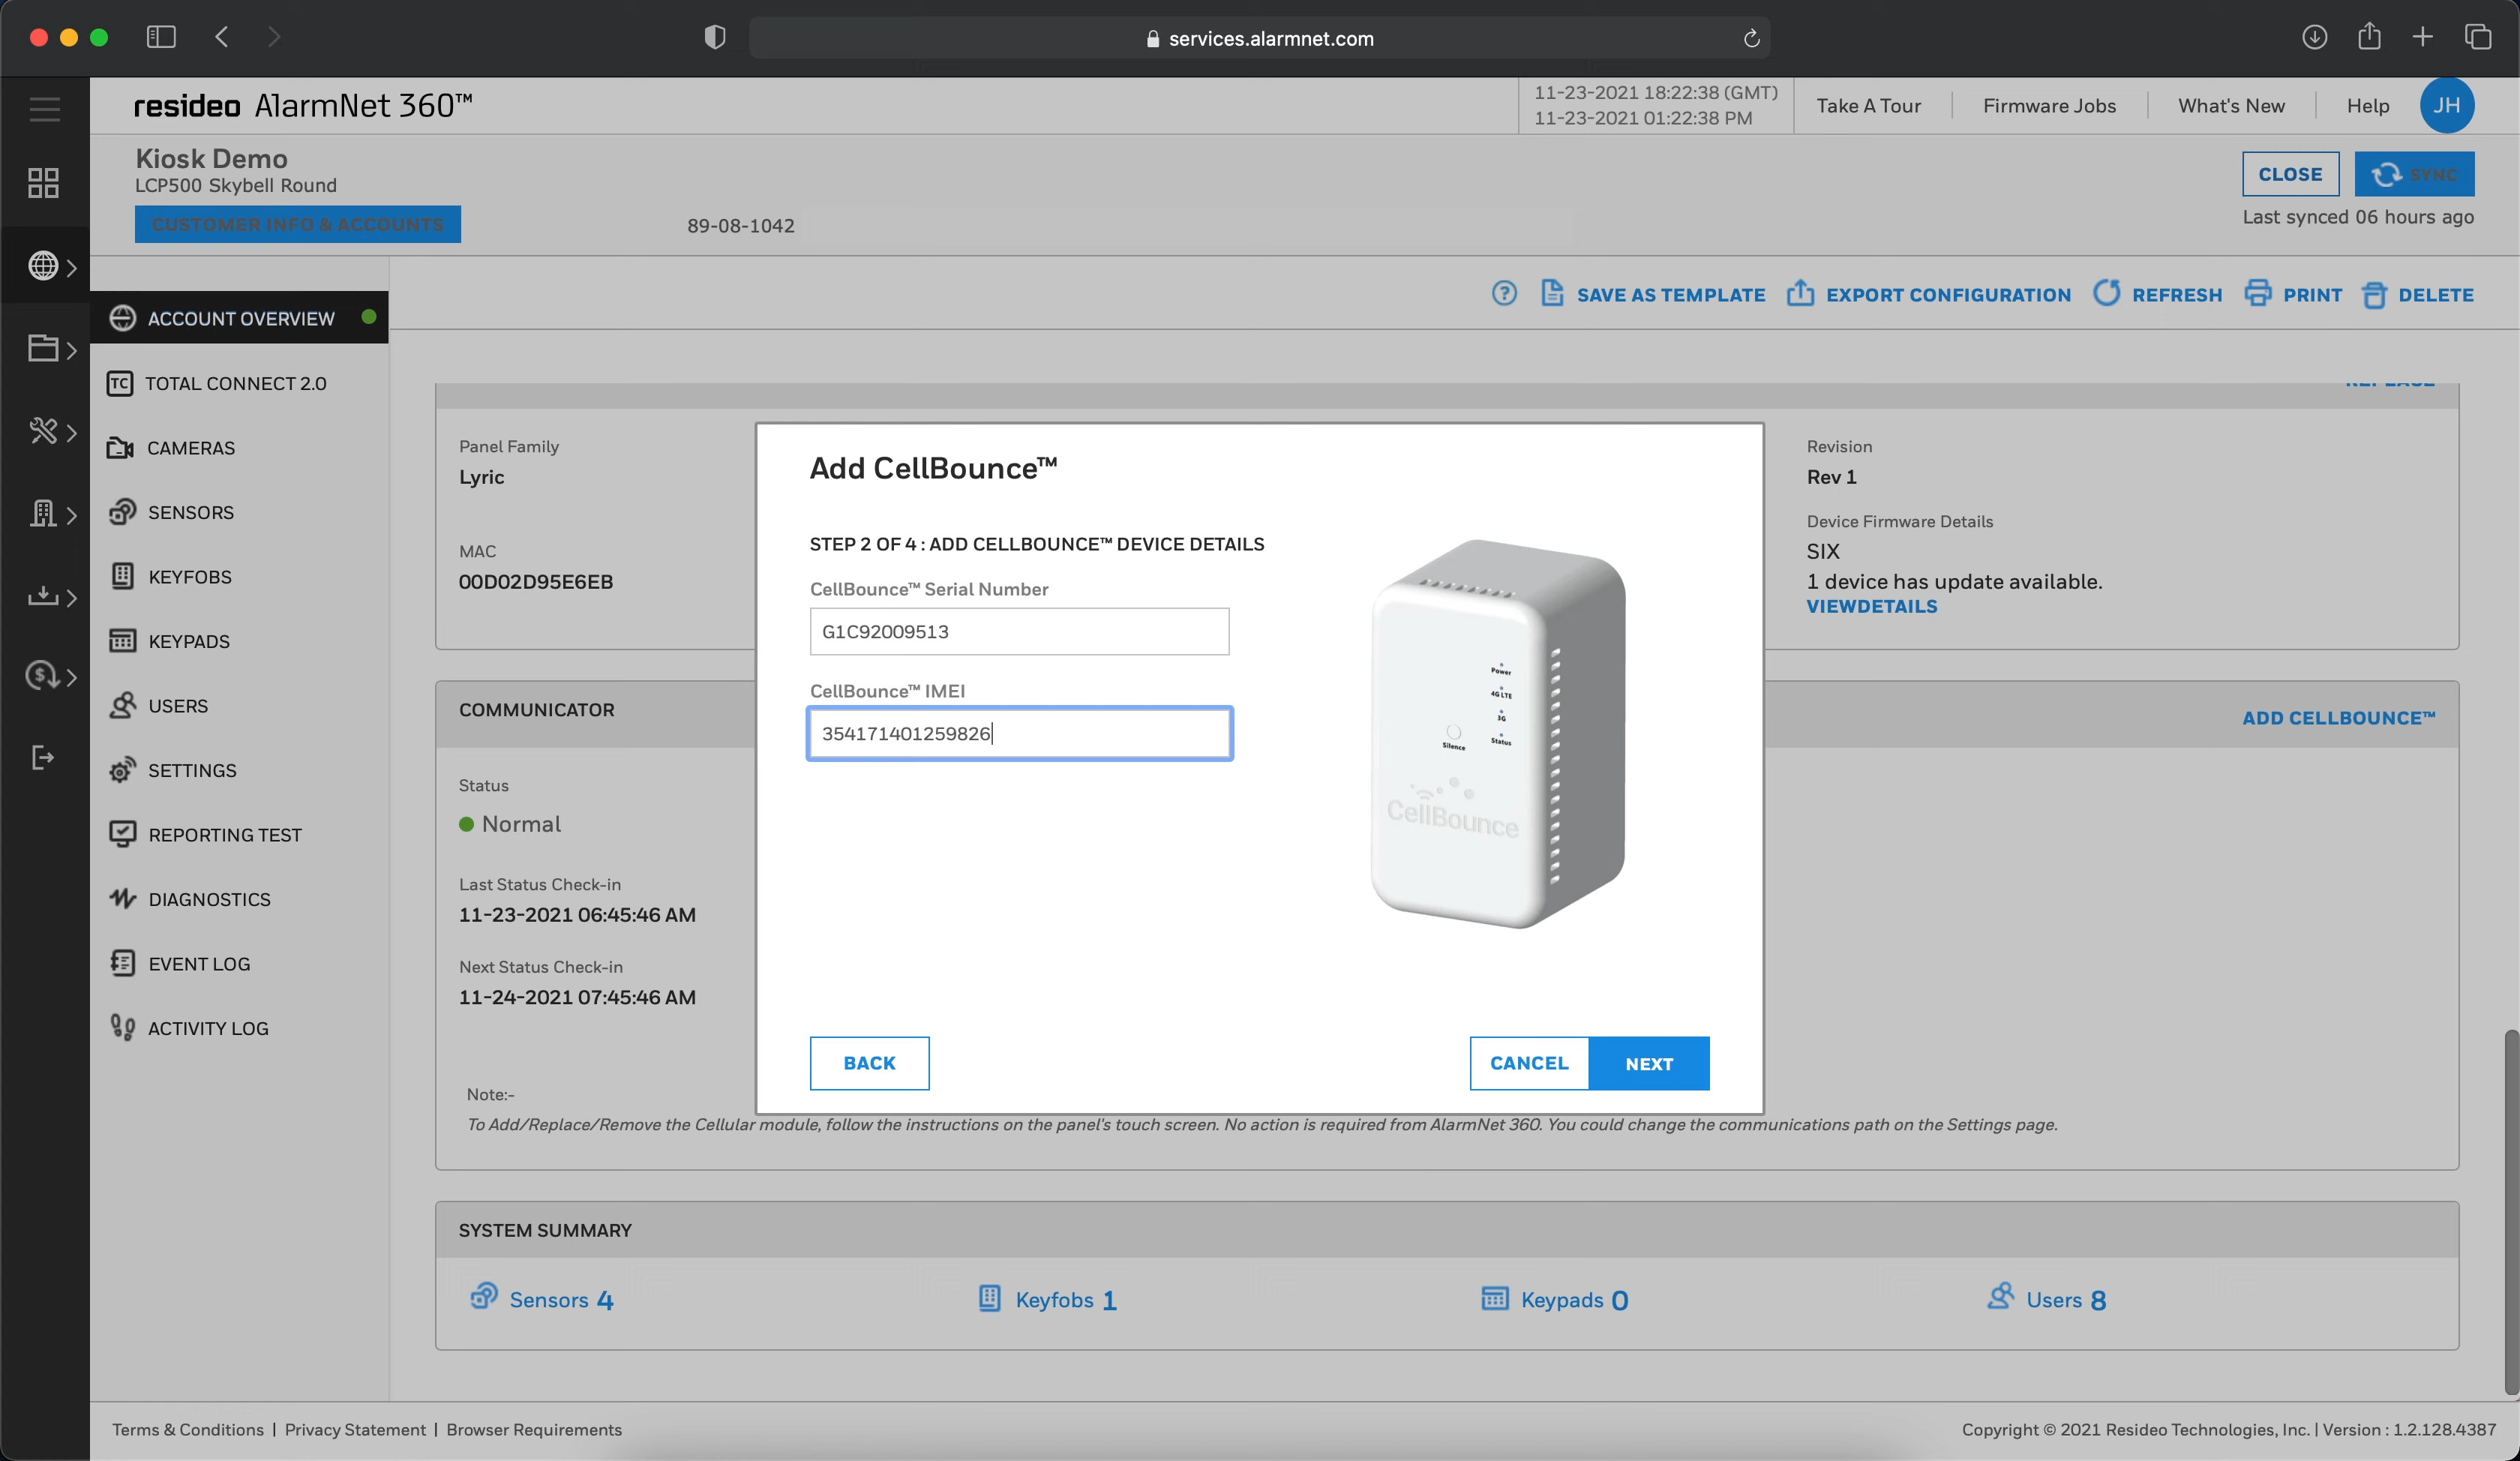 services.alarmnet.com
resideo AlarmNet 360™
11-23-2021 18:22:38 (GMT)
11-23-2021 01:22:38 PM
Take A Tour
Firmware Jobs
What's New
Help
JH
Kiosk Demo
LCP500 Skybell Round
CUSTOMER INFO & ACCOUNTS
89-08-1042
CLOSE
SYNC
Last synced 06 hours ago
SAVE AS TEMPLATE
EXPORT CONFIGURATION
REFRESH
PRINT
DELETE
ACCOUNT OVERVIEW
TC TOTAL CONNECT 2.0
CAMERAS
SENSORS
KEYFOBS
KEYPADS
USERS
SETTINGS
REPORTING TEST
DIAGNOSTICS
EVENT LOG
ACTIVITY LOG
Panel Family
Lyric
MAC
00D02D95E6EB
Revision
Rev 1
Device Firmware Details
SIX
1 device has update available.
VIEWDETAILS
COMMUNICATOR
ADD CELLBOUNCE™
Status
Normal
Last Status Check-in
11-23-2021 06:45:46 AM
Next Status Check-in
11-24-2021 07:45:46 AM
Note:-
To Add/Replace/Remove the Cellular module, follow the instructions on the panel's touch screen. No action is required from AlarmNet 360. You could change the communications path on the Settings page.
Add CellBounce™
STEP 2 OF 4 : ADD CELLBOUNCE™ DEVICE DETAILS
CellBounce™ Serial Number
G1C92009513
CellBounce™ IMEI
354171401259826
Power
4G LTE
3G
Status
Silence
CellBounce
BACK
CANCEL
NEXT
SYSTEM SUMMARY
Sensors 4
Keyfobs 1
Keypads 0
Users 8
Terms & Conditions | Privacy Statement | Browser Requirements
Copyright © 2021 Resideo Technologies, Inc. | Version : 1.2.128.4387